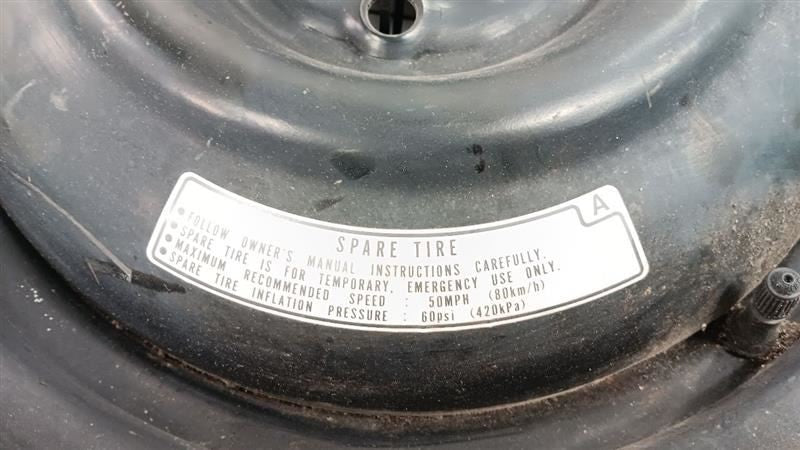 A
SPARE TIRE
• FOLLOW OWNER'S MANUAL INSTRUCTIONS CAREFULLY.
• SPARE TIRE IS FOR TEMPORARY, EMERGENCY USE ONLY.
• MAXIMUM RECOMMENDED SPEED : 50MPH (80km/h)
• SPARE TIRE INFLATION PRESSURE : 60psi (420kPa)